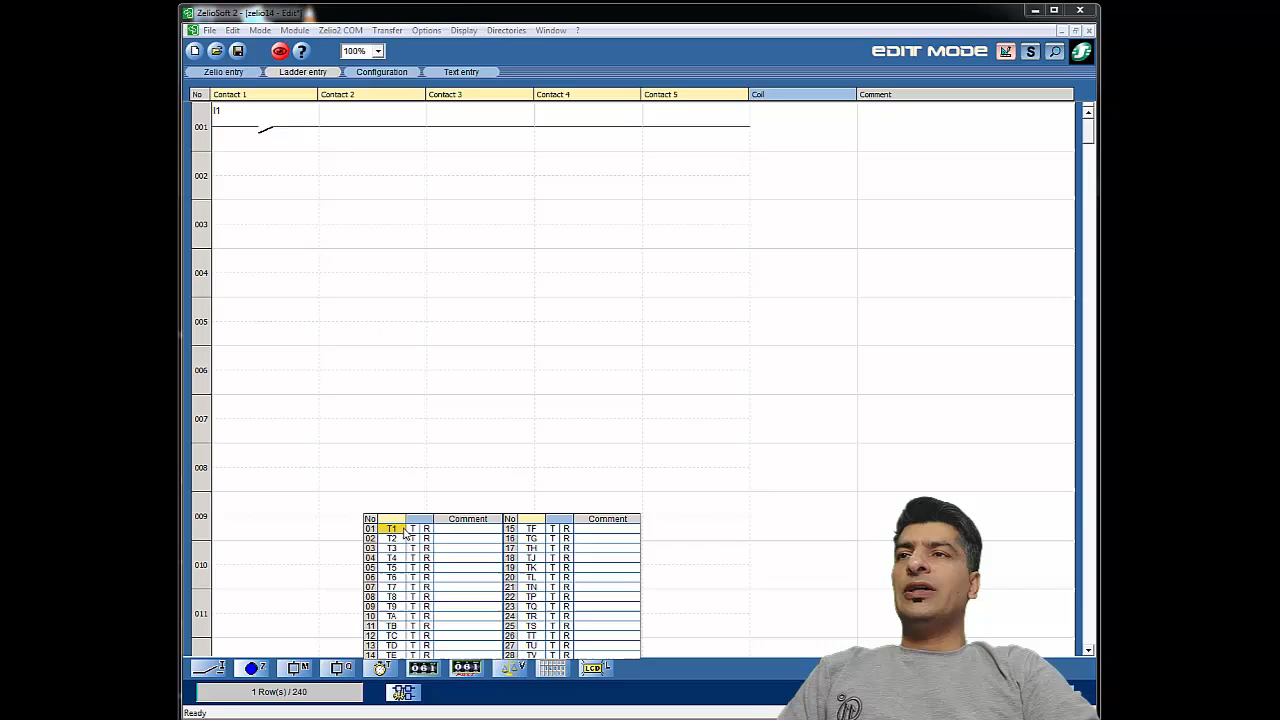 ZelioSoft 2 - [zelio14 - Edit*]
File Edit Mode Module Zelio2 COM Transfer Options Display Directories Window ?
100%
EDIT MODE
Zelio entry Ladder entry Configuration Text entry
No Contact 1 Contact 2 Contact 3 Contact 4 Contact 5 Coil Comment
I1
001
002
003
004
005
006
007
008
009
010
011
No Comment No Comment
01 T1 T R 15 TF T R
02 T2 T R 16 TG T R
03 T3 T R 17 TH T R
04 T4 T R 18 TJ T R
05 T5 T R 19 TK T R
06 T6 T R 20 TL T R
07 T7 T R 21 TN T R
08 T8 T R 22 TP T R
09 T9 T R 23 TQ T R
10 TA T R 24 TR T R
11 TB T R 25 TS T R
12 TC T R 26 TT T R
13 TD T R 27 TU T R
14 TE T R 28 TV T R
1 Row(s) / 240
Ready